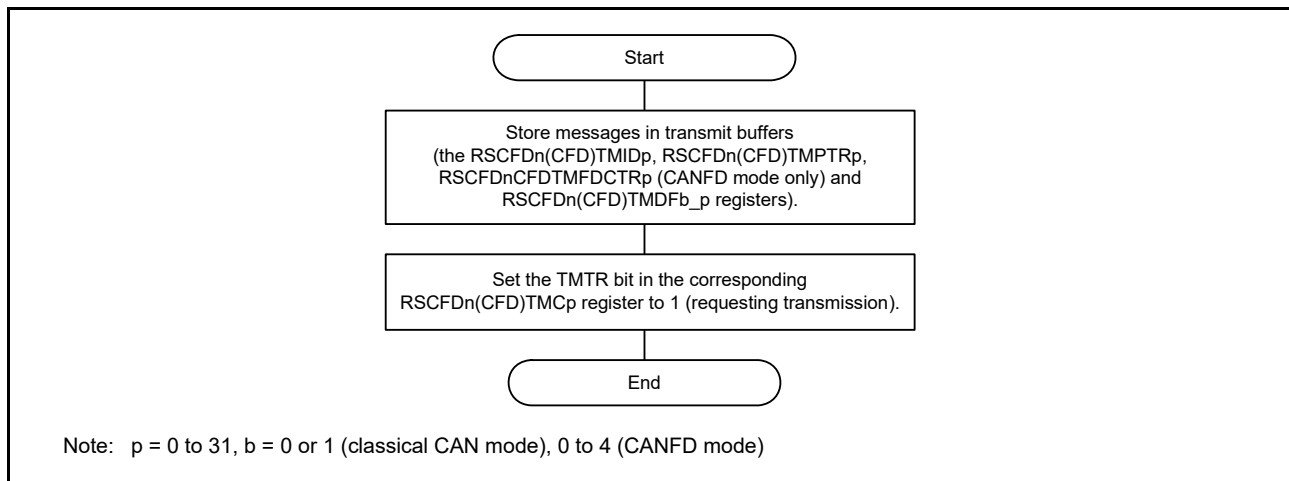 Start
Store messages in transmit buffers
(the RSCFDn(CFD)TMIDp, RSCFDn(CFD)TMPTRp,
RSCFDnCFDTMFDCTRp (CANFD mode only) and
RSCFDn(CFD)TMDFb_p registers).
Set the TMTR bit in the corresponding
RSCFDn(CFD)TMCp register to 1 (requesting transmission).
End
Note: p = 0 to 31, b = 0 or 1 (classical CAN mode), 0 to 4 (CANFD mode)